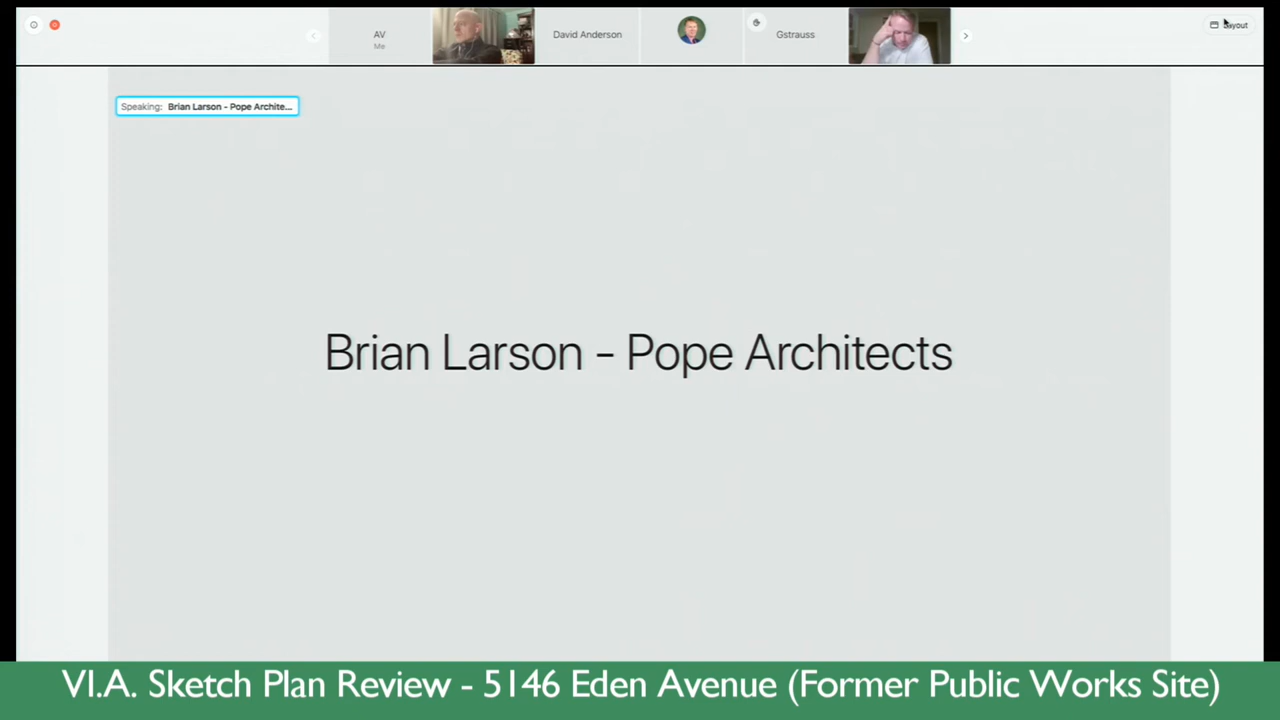 AV
Me
David Anderson
Gstrauss
Layout
Speaking: Brian Larson - Pope Archite...
Brian Larson - Pope Architects
VI.A. Sketch Plan Review - 5146 Eden Avenue (Former Public Works Site)